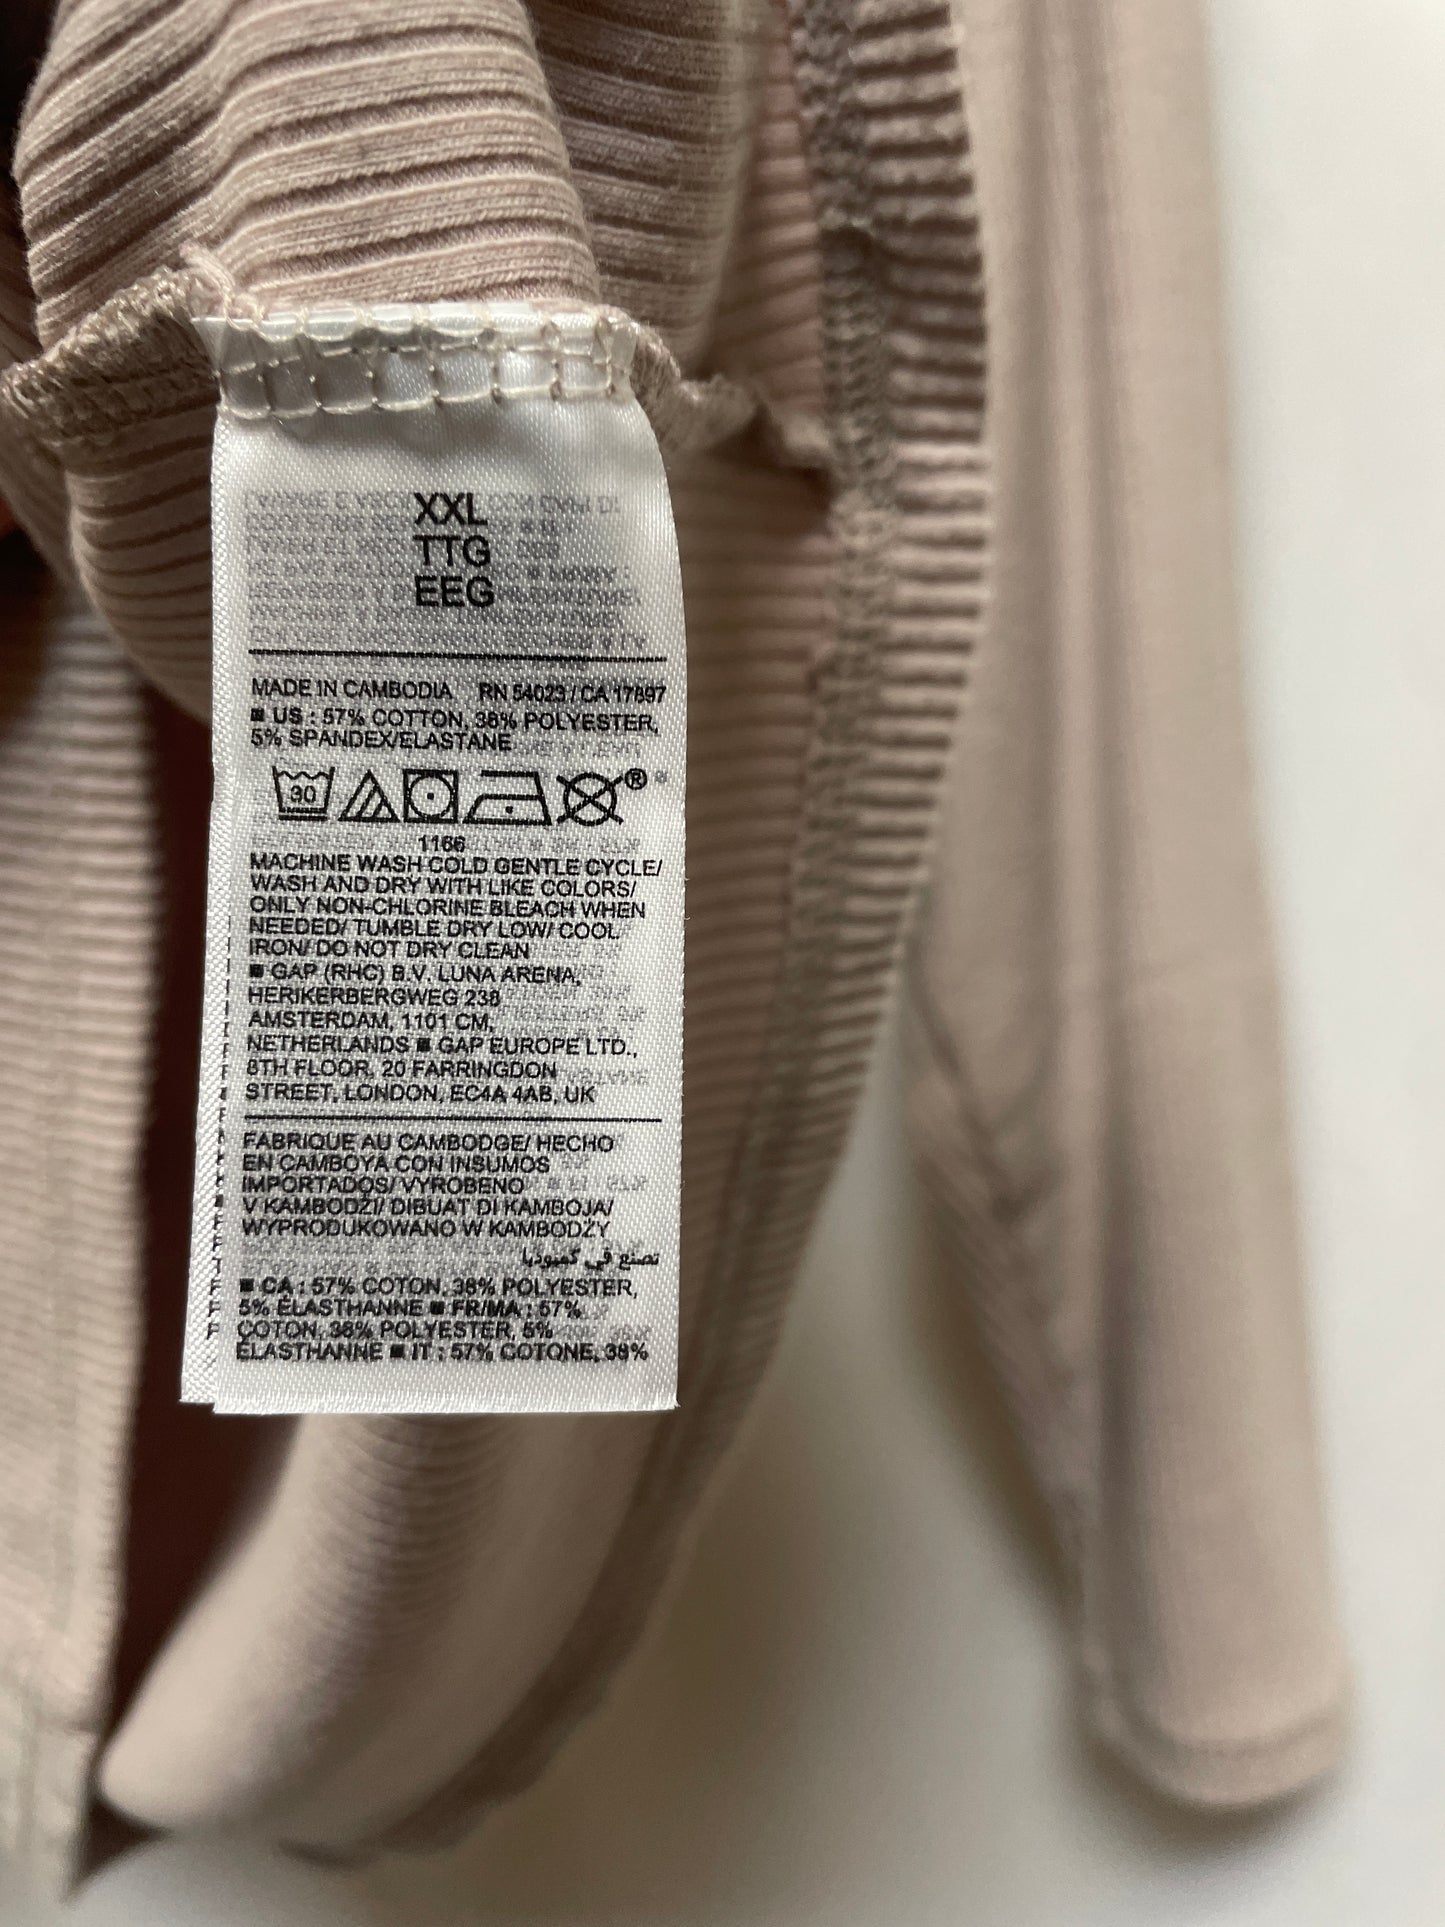 XXL
TTG
EEG
MADE IN CAMBODIA RN 54023 / CA 17897
■ US : 57% COTTON, 38% POLYESTER,
5% SPANDEX/ELASTANE
30 ®
1166
MACHINE WASH COLD GENTLE CYCLE/
WASH AND DRY WITH LIKE COLORS/
ONLY NON-CHLORINE BLEACH WHEN
NEEDED/ TUMBLE DRY LOW/ COOL
IRON/ DO NOT DRY CLEAN
■ GAP (RHC) B.V. LUNA ARENA,
HERIKERBERGWEG 238
AMSTERDAM, 1101 CM,
NETHERLANDS ■ GAP EUROPE LTD.,
8TH FLOOR, 20 FARRINGDON
STREET, LONDON, EC4A 4AB, UK
FABRIQUÉ AU CAMBODGE/ HECHO
EN CAMBOYA CON INSUMOS
IMPORTADOS/ VYROBENO
V KAMBODŽI/ DIBUAT DI KAMBOJA/
WYPRODUKOWANO W KAMBODŻY
تصنع في كمبوديا
■ CA : 57% COTON, 38% POLYESTER,
5% ÉLASTHANNE ■ FR/MA : 57%
COTON, 38% POLYESTER, 5%
ÉLASTHANNE ■ IT : 57% COTONE, 38%